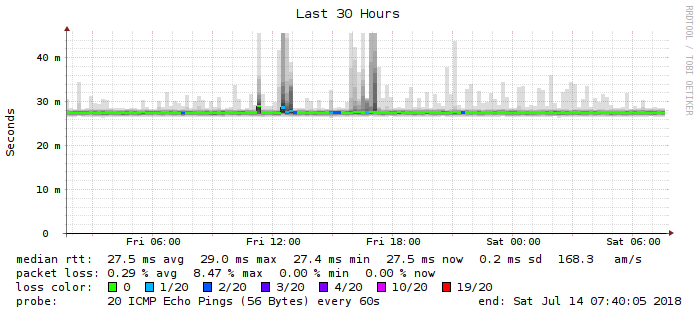 Last 30 Hours
RRDTOOL / TOBI OETIKER
Seconds
40 m
30 m
20 m
10 m
0
Fri 06:00 Fri 12:00 Fri 18:00 Sat 00:00 Sat 06:00
median rtt: 27.5 ms avg 29.0 ms max 27.4 ms min 27.5 ms now 0.2 ms sd 168.3 am/s
packet loss: 0.29 % avg 8.47 % max 0.00 % min 0.00 % now
loss color: 0 1/20 2/20 3/20 4/20 10/20 19/20
probe: 20 ICMP Echo Pings (56 Bytes) every 60s end: Sat Jul 14 07:40:05 2018